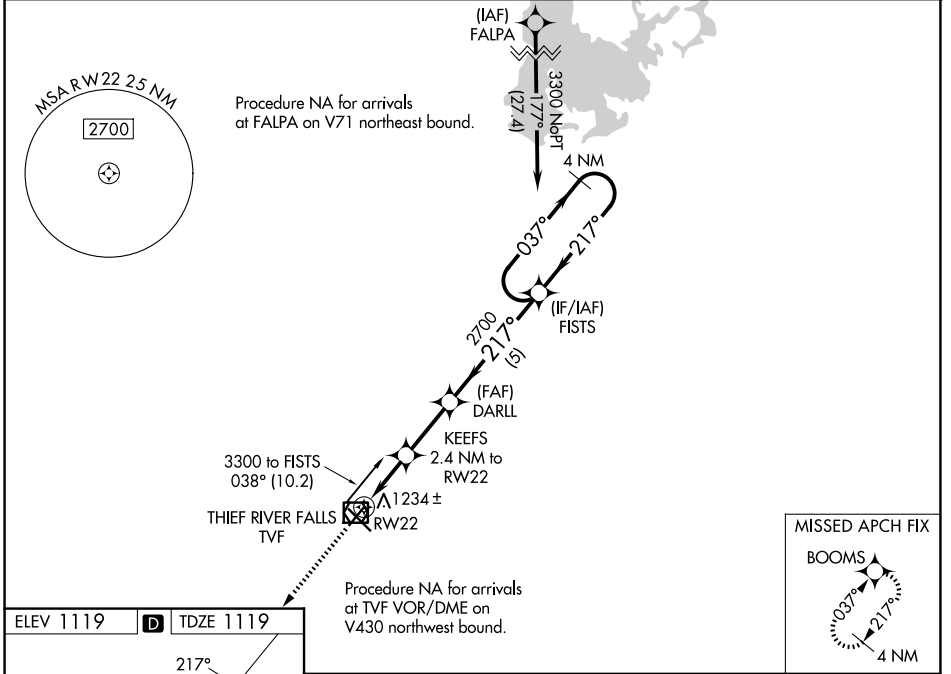 (IAF)
FALPA
MSA RW22 25 NM
2700
Procedure NA for arrivals
at FALPA on V71 northeast bound.
3300 NoPT
177°
(27.4)
4 NM
037°
217°
(IF/IAF)
FISTS
2700
217°
(5)
(FAF)
DARLL
KEEFS
2.4 NM to
RW22
3300 to FISTS
038° (10.2)
1234 ±
THIEF RIVER FALLS
TVF
RW22
MISSED APCH FIX
BOOMS
037°
217°
4 NM
Procedure NA for arrivals
at TVF VOR/DME on
V430 northwest bound.
ELEV 1119 D TDZE 1119
217°